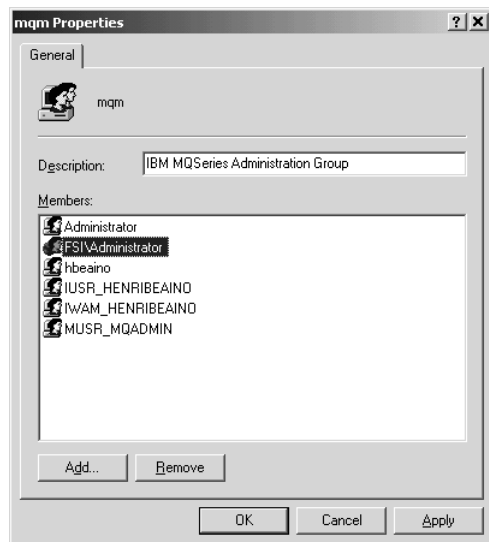 mqm Properties
? X
General
mqm
Description: IBM MQSeries Administration Group
Members:
Administrator
FSI\Administrator
hbeaino
IUSR_HENRIBEAINO
IWAM_HENRIBEAINO
MUSR_MQADMIN
Add... Remove
OK Cancel Apply